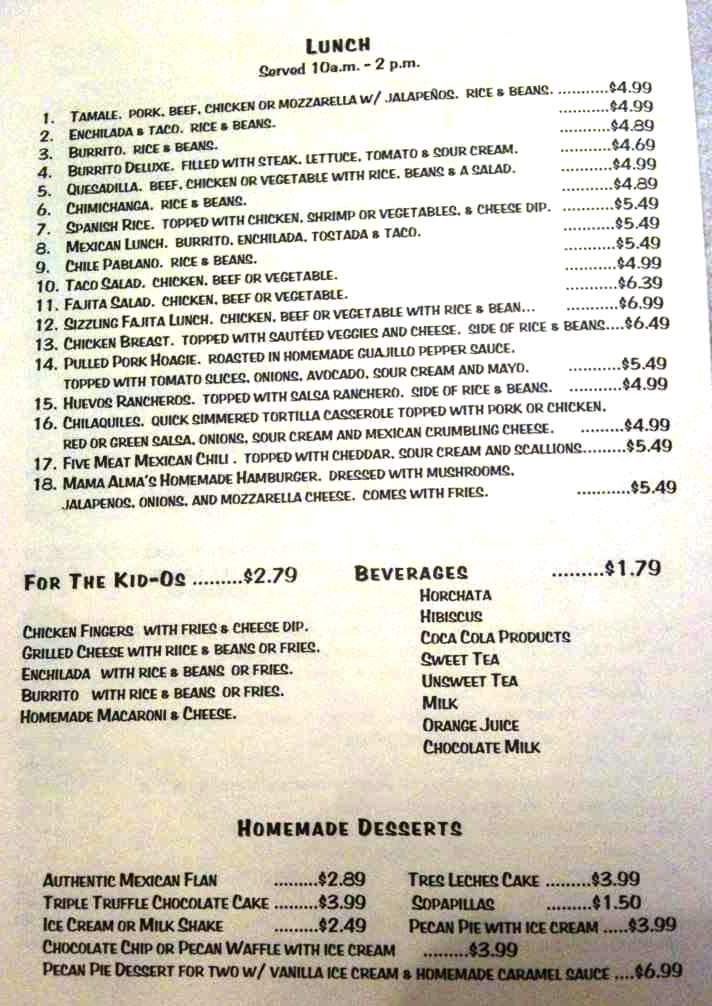 LUNCH
Served 10a.m. - 2 p.m.
1. TAMALE. PORK, BEEF, CHICKEN OR MOZZARELLA W/ JALAPEÑOS. RICE & BEANS. ...........$4.99
2. ENCHILADA & TACO. RICE & BEANS. ...........$4.99
3. BURRITO. RICE & BEANS. ...........$4.89
4. BURRITO DELUXE. FILLED WITH STEAK, LETTUCE, TOMATO & SOUR CREAM. ...........$4.69
5. QUESADILLA. BEEF, CHICKEN OR VEGETABLE WITH RICE, BEANS & A SALAD. ...........$4.99
6. CHIMICHANGA. RICE & BEANS. ...........$4.89
7. SPANISH RICE. TOPPED WITH CHICKEN, SHRIMP OR VEGETABLES, & CHEESE DIP. ...........$5.49
8. MEXICAN LUNCH. BURRITO, ENCHILADA, TOSTADA & TACO. ...........$5.49
9. CHILE PABLANO. RICE & BEANS. ...........$5.49
10. TACO SALAD. CHICKEN, BEEF OR VEGETABLE. ...........$4.99
11. FAJITA SALAD. CHICKEN, BEEF OR VEGETABLE. ...........$6.39
12. SIZZLING FAJITA LUNCH. CHICKEN, BEEF OR VEGETABLE WITH RICE & BEAN... ...........$6.99
13. CHICKEN BREAST. TOPPED WITH SAUTÉED VEGGIES AND CHEESE. SIDE OF RICE & BEANS....$6.49
14. PULLED PORK HOAGIE. ROASTED IN HOMEMADE GUAJILLO PEPPER SAUCE,
TOPPED WITH TOMATO SLICES, ONIONS, AVOCADO, SOUR CREAM AND MAYO. ...........$5.49
15. HUEVOS RANCHEROS. TOPPED WITH SALSA RANCHERO. SIDE OF RICE & BEANS. ...........$4.99
16. CHILAQUILES. QUICK SIMMERED TORTILLA CASSEROLE TOPPED WITH PORK OR CHICKEN,
RED OR GREEN SALSA, ONIONS, SOUR CREAM AND MEXICAN CRUMBLING CHEESE. .........$4.99
17. FIVE MEAT MEXICAN CHILI . TOPPED WITH CHEDDAR, SOUR CREAM AND SCALLIONS.........$5.49
18. MAMA ALMA'S HOMEMADE HAMBURGER. DRESSED WITH MUSHROOMS,
JALAPENOS, ONIONS, AND MOZZARELLA CHEESE. COMES WITH FRIES. ...........$5.49
FOR THE KID-OS .........$2.79
CHICKEN FINGERS WITH FRIES & CHEESE DIP.
GRILLED CHEESE WITH RIICE & BEANS OR FRIES.
ENCHILADA WITH RICE & BEANS OR FRIES.
BURRITO WITH RICE & BEANS OR FRIES.
HOMEMADE MACARONI & CHEESE.
BEVERAGES .........$1.79
HORCHATA
HIBISCUS
COCA COLA PRODUCTS
SWEET TEA
UNSWEET TEA
MILK
ORANGE JUICE
CHOCOLATE MILK
HOMEMADE DESSERTS
AUTHENTIC MEXICAN FLAN .........$2.89 TRES LECHES CAKE .........$3.99
TRIPLE TRUFFLE CHOCOLATE CAKE .........$3.99 SOPAPILLAS .........$1.50
ICE CREAM OR MILK SHAKE .........$2.49 PECAN PIE WITH ICE CREAM .....$3.99
CHOCOLATE CHIP OR PECAN WAFFLE WITH ICE CREAM .........$3.99
PECAN PIE DESSERT FOR TWO W/ VANILLA ICE CREAM & HOMEMADE CARAMEL SAUCE ....$6.99